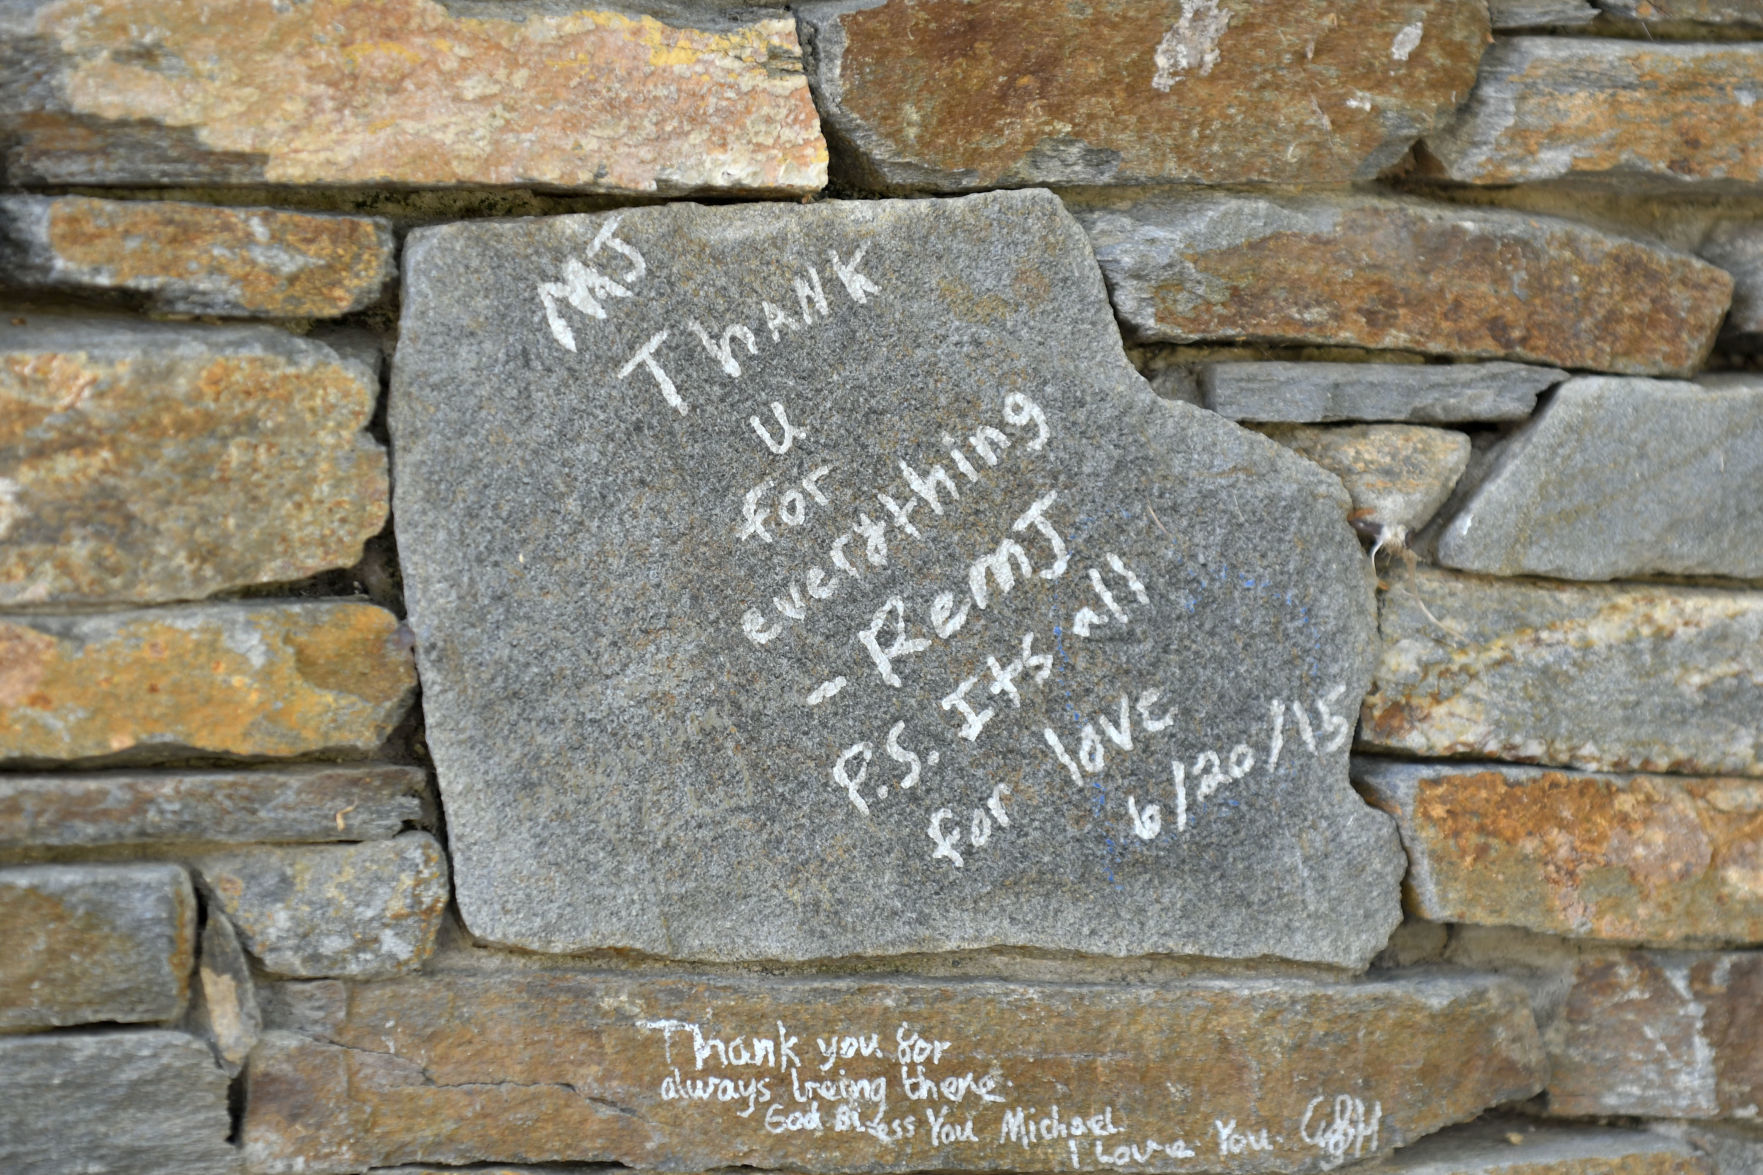 MJ
Thank
u
for
everything
- RemJ
P.S. Its all
for love
6/20/15
Thank you for
always being there.
God Bless You Michael.
I Love You.